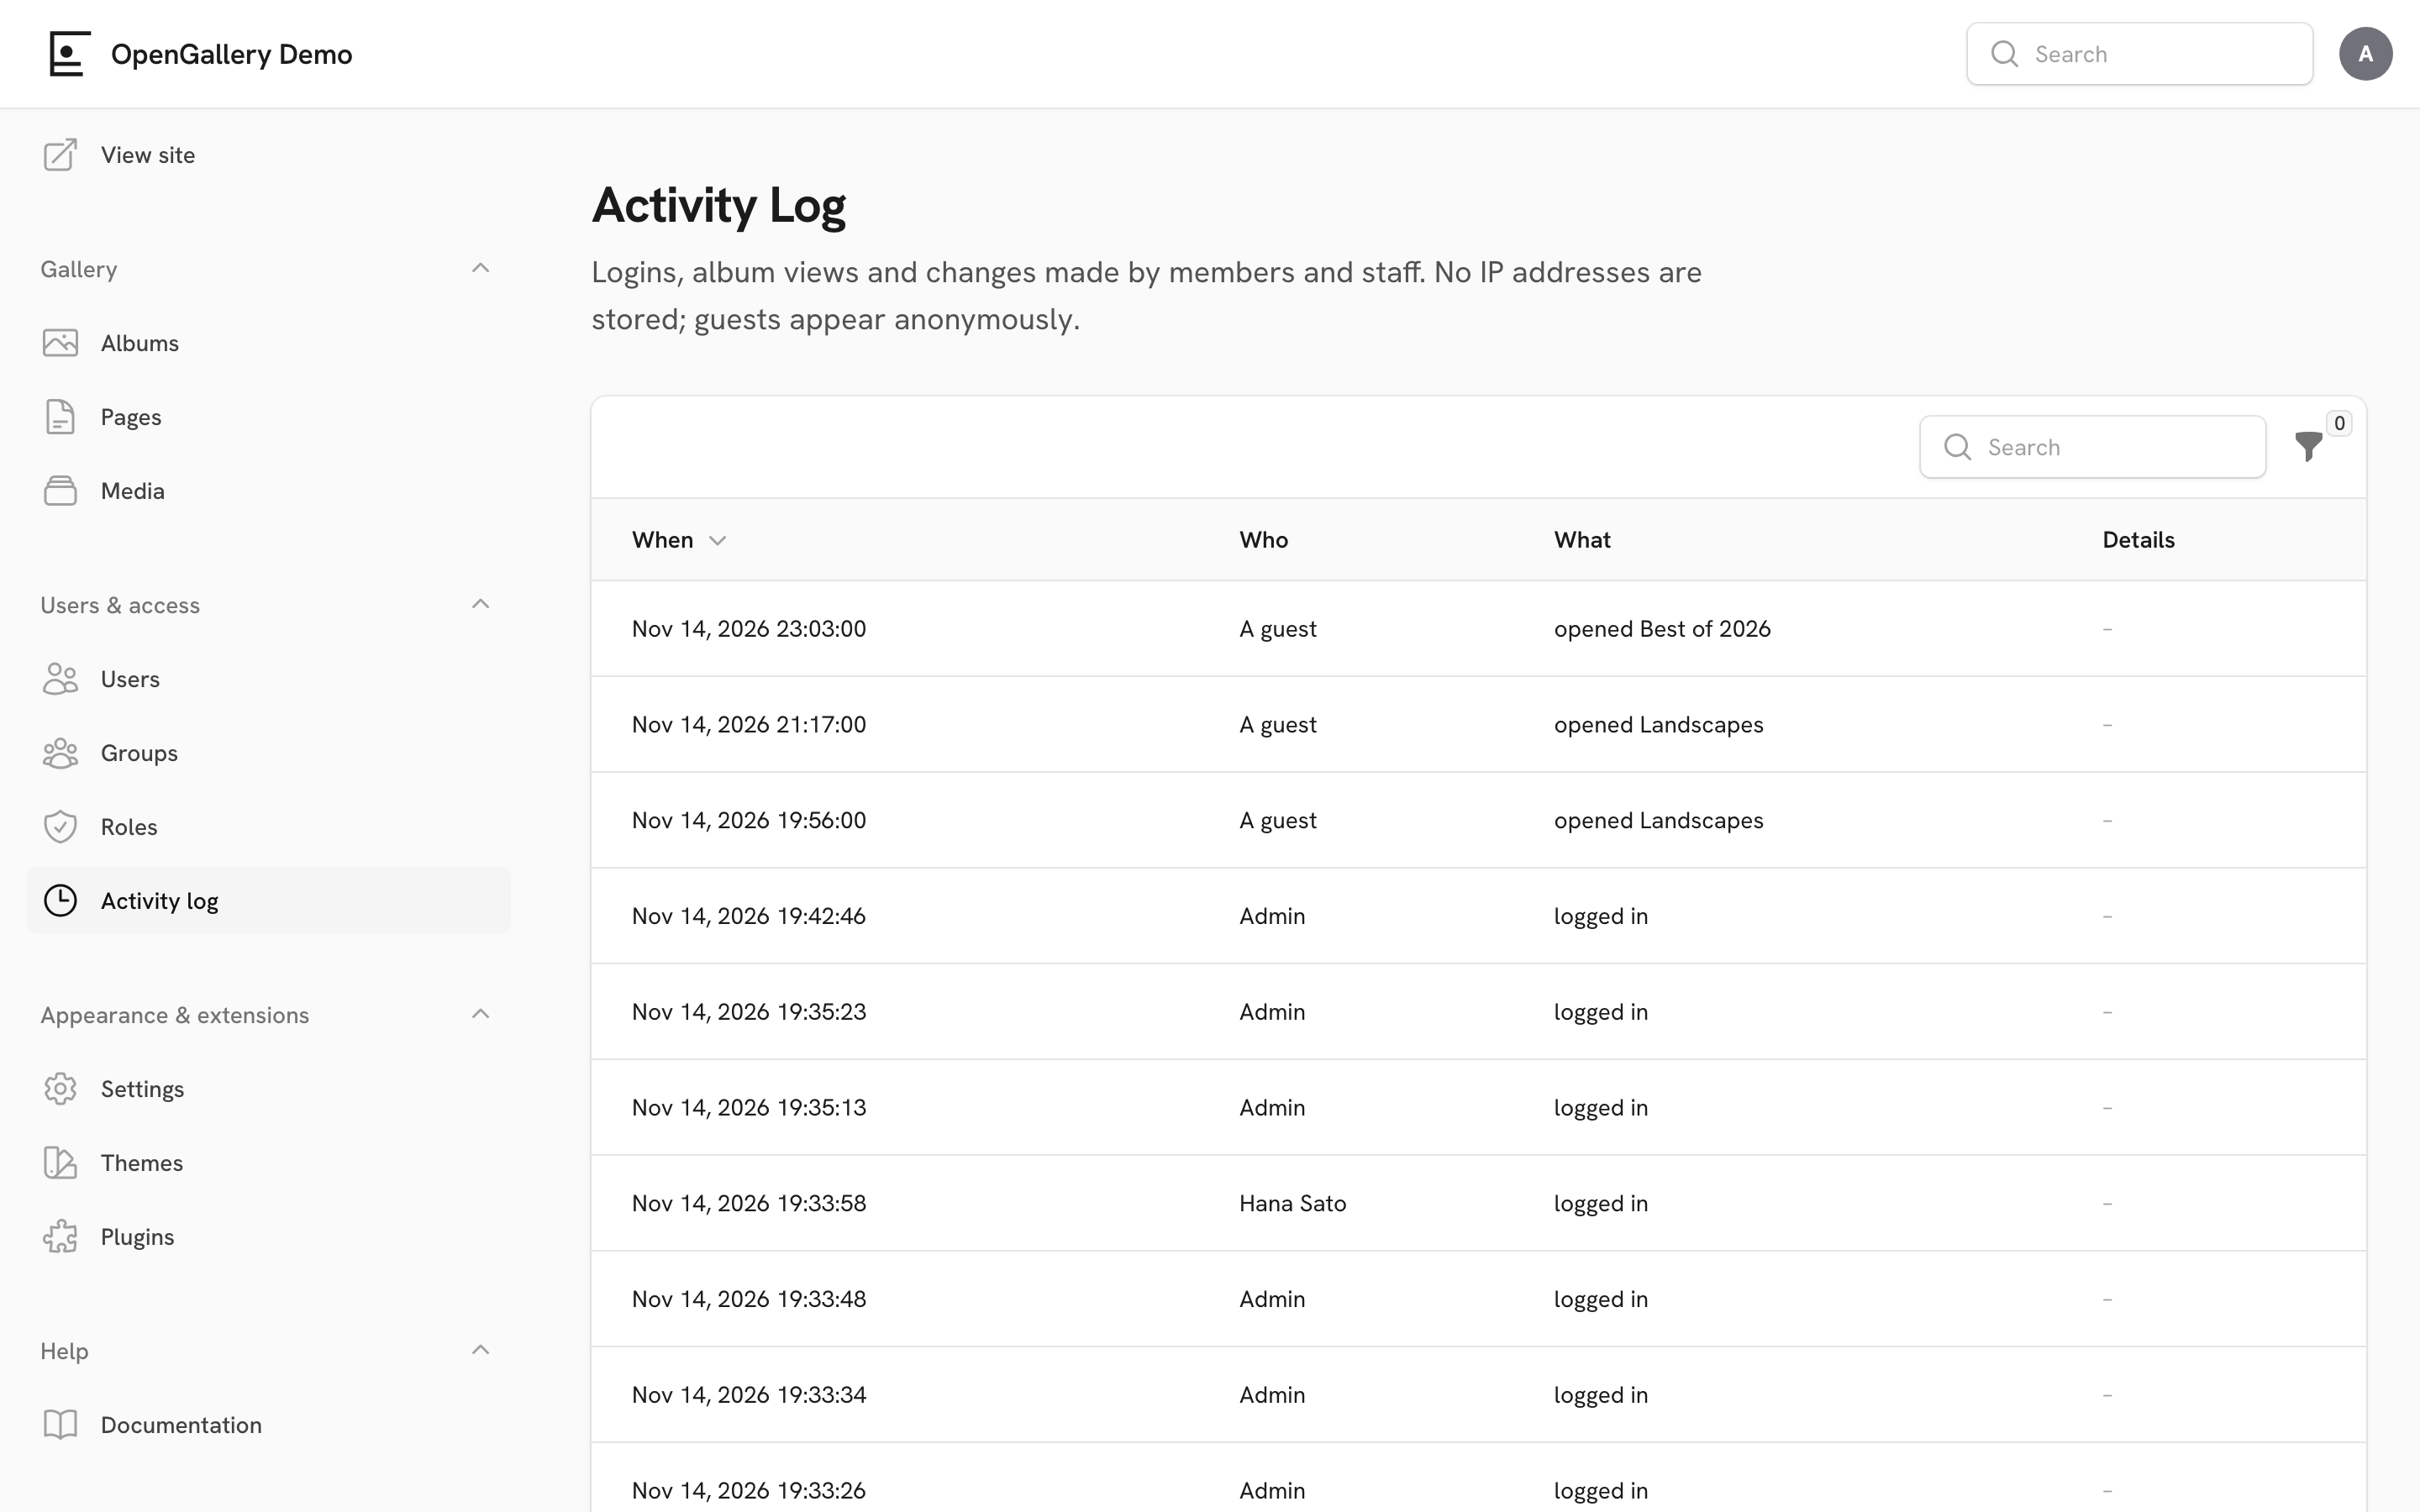 OpenGallery Demo
Search
A
View site
Gallery
Albums
Pages
Media
Users & access
Users
Groups
Roles
Activity log
Appearance & extensions
Settings
Themes
Plugins
Help
Documentation
Activity Log
Logins, album views and changes made by members and staff. No IP addresses are
stored; guests appear anonymously.
Search
0
When Who What Details
Nov 14, 2026 23:03:00 A guest opened Best of 2026 –
Nov 14, 2026 21:17:00 A guest opened Landscapes –
Nov 14, 2026 19:56:00 A guest opened Landscapes –
Nov 14, 2026 19:42:46 Admin logged in –
Nov 14, 2026 19:35:23 Admin logged in –
Nov 14, 2026 19:35:13 Admin logged in –
Nov 14, 2026 19:33:58 Hana Sato logged in –
Nov 14, 2026 19:33:48 Admin logged in –
Nov 14, 2026 19:33:34 Admin logged in –
Nov 14, 2026 19:33:26 Admin logged in –